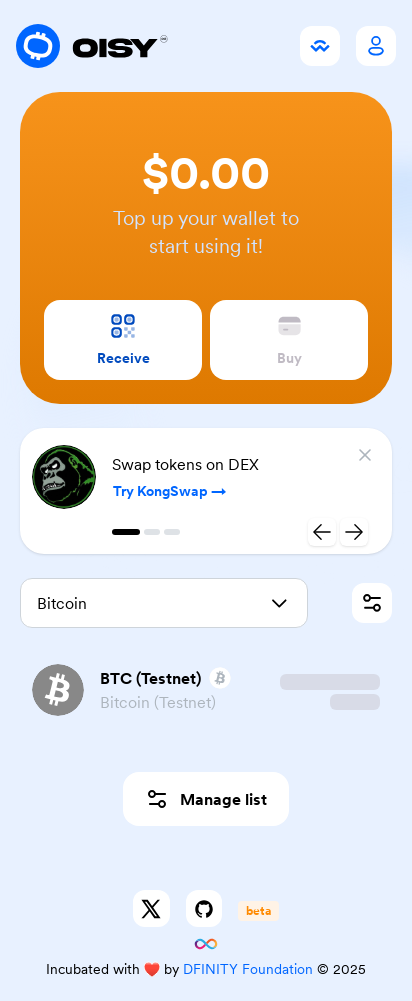 OISY
$0.00
Top up your wallet to
start using it!
Receive
Buy
Swap tokens on DEX
Try KongSwap →
Bitcoin
BTC (Testnet)
Bitcoin (Testnet)
Manage list
beta
Incubated with ❤️ by DFINITY Foundation © 2025